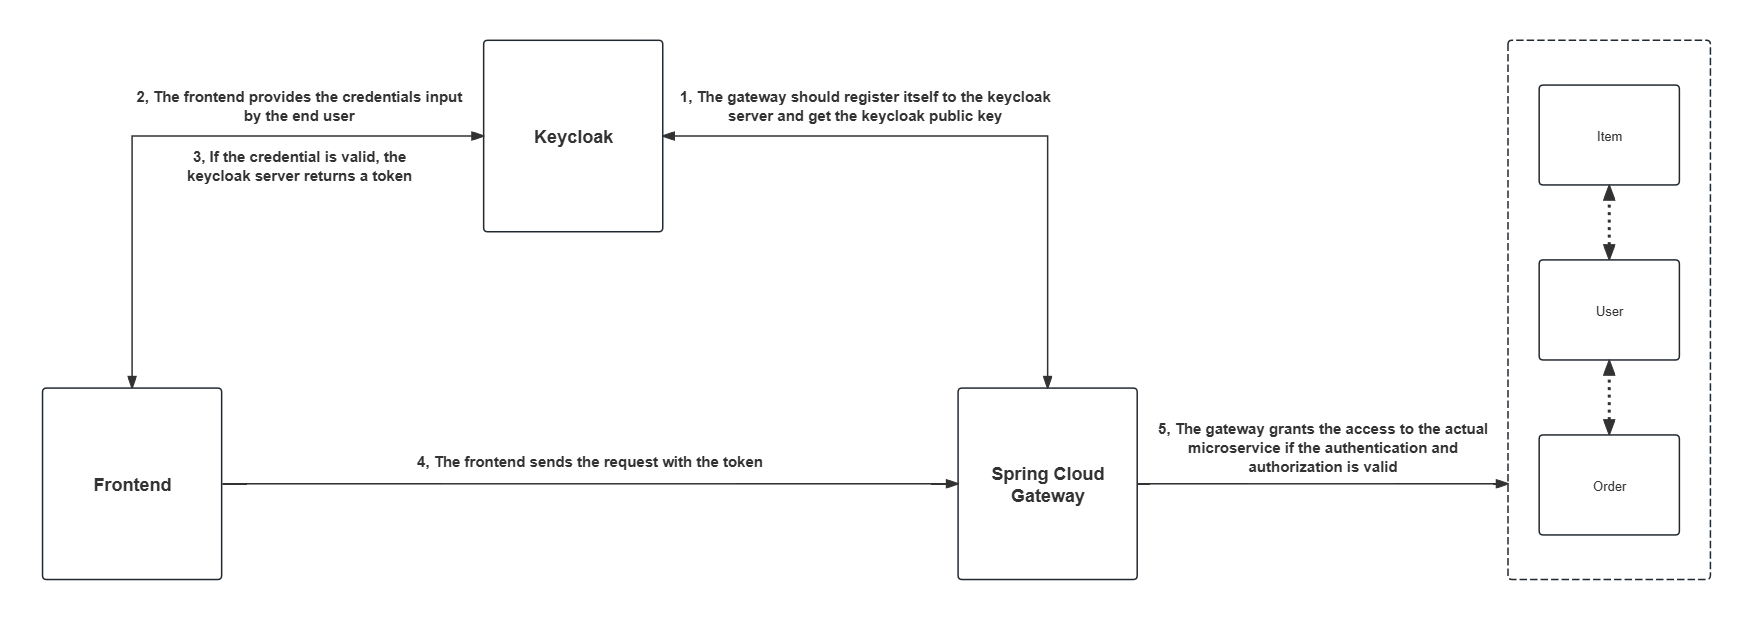 2, The frontend provides the credentials input
by the end user
3, If the credential is valid, the
keycloak server returns a token
Keycloak
1, The gateway should register itself to the keycloak
server and get the keycloak public key
Item
User
Order
Frontend
4, The frontend sends the request with the token
Spring Cloud
Gateway
5, The gateway grants the access to the actual
microservice if the authentication and
authorization is valid